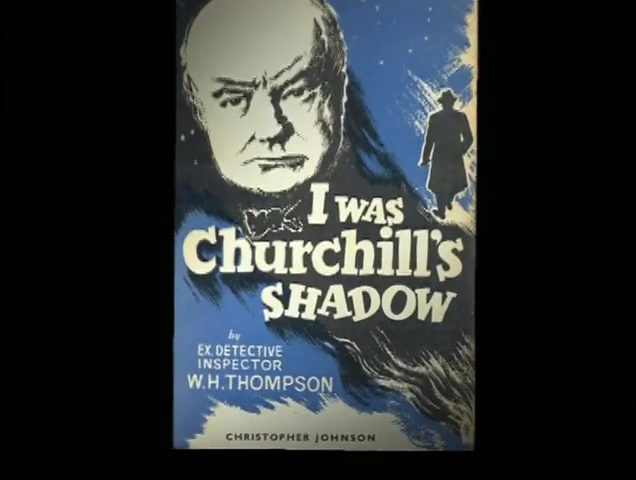 I WAS
Churchill's
SHADOW
by
EX. DETECTIVE
INSPECTOR
W.H. THOMPSON
CHRISTOPHER JOHNSON